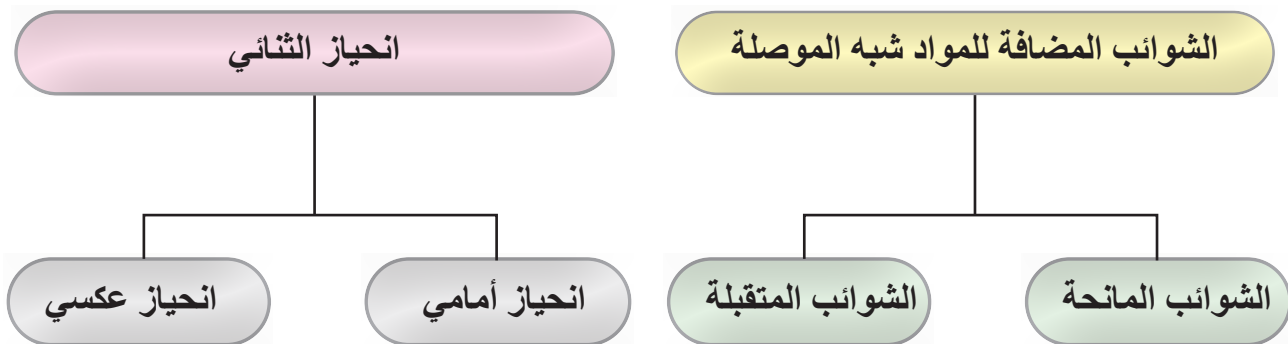 الشوائب المضافة للمواد شبه الموصلة
انحياز الثنائي
الشوائب المانحة
الشوائب المتقبلة
انحياز أمامي
انحياز عكسي